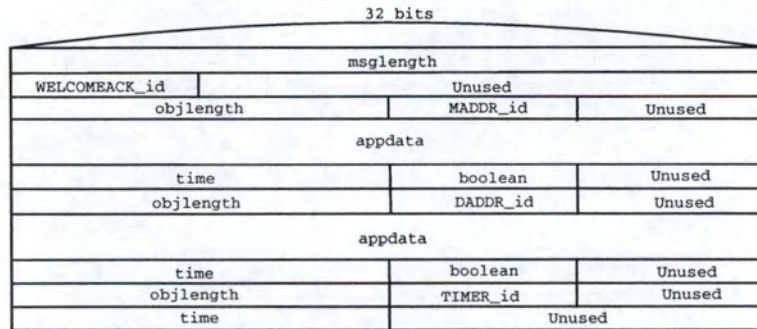 32 bits
msglength
WELCOMEACK_id Unused
objlength MADDR_id Unused
appdata
time boolean Unused
objlength DADDR_id Unused
appdata
time boolean Unused
objlength TIMER_id Unused
time Unused